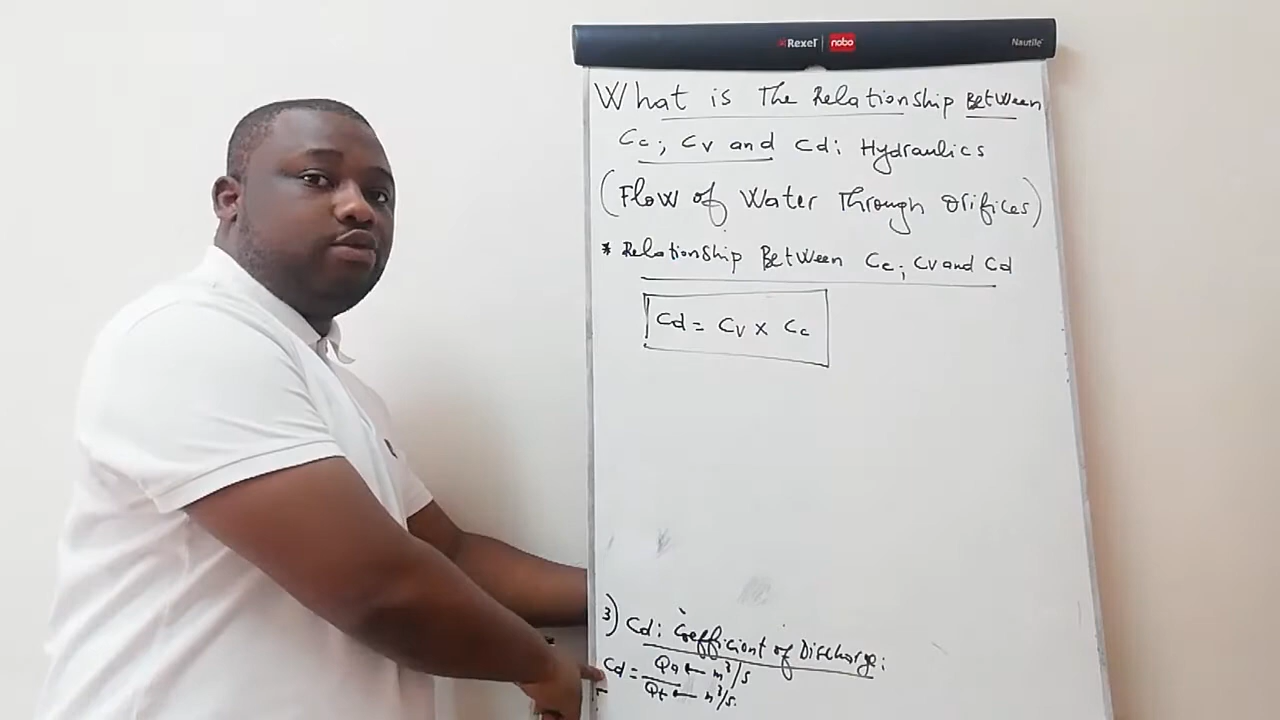 Rexel nobo Nautile
What is The Relationship Between
Cc; Cv and Cd: Hydraulics
(Flow of Water Through Orifices)
* Relationship Between Cc; Cv and Cd
Cd = Cv x Cc
3) Cd: Coefficient of Discharge:
Cd = Qa ← m³/s
Qt ← m³/s.